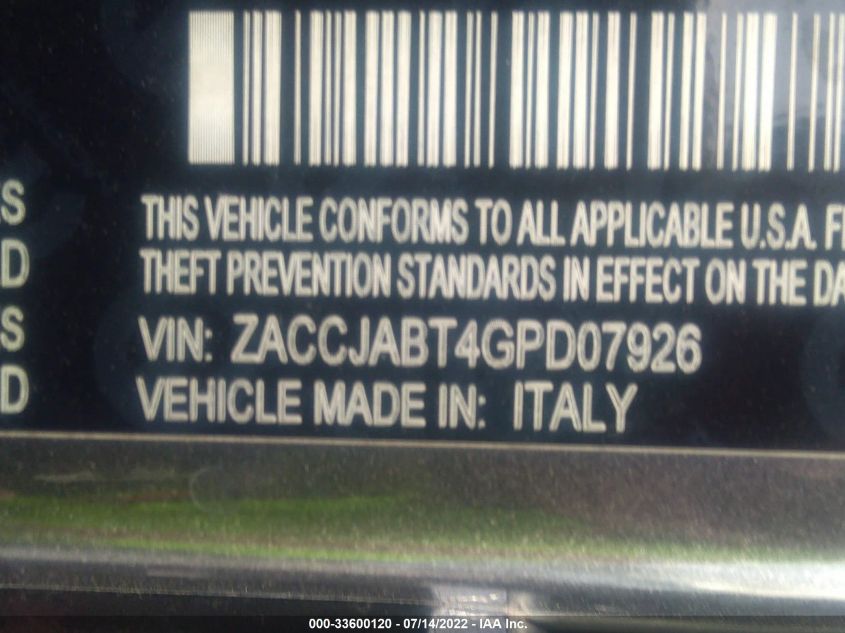 THIS VEHICLE CONFORMS TO ALL APPLICABLE U.S.A. F
THEFT PREVENTION STANDARDS IN EFFECT ON THE DA
VIN: ZACCJABT4GPD07926
VEHICLE MADE IN: ITALY
S
D
S
D
000-33600120 - 07/14/2022 - IAA Inc.